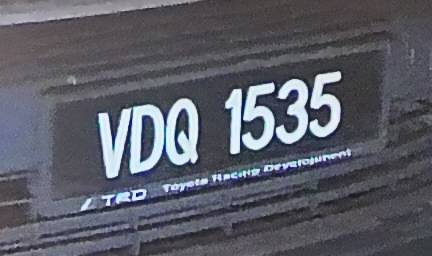 VDQ 1535
TRD Toyota Racing Development